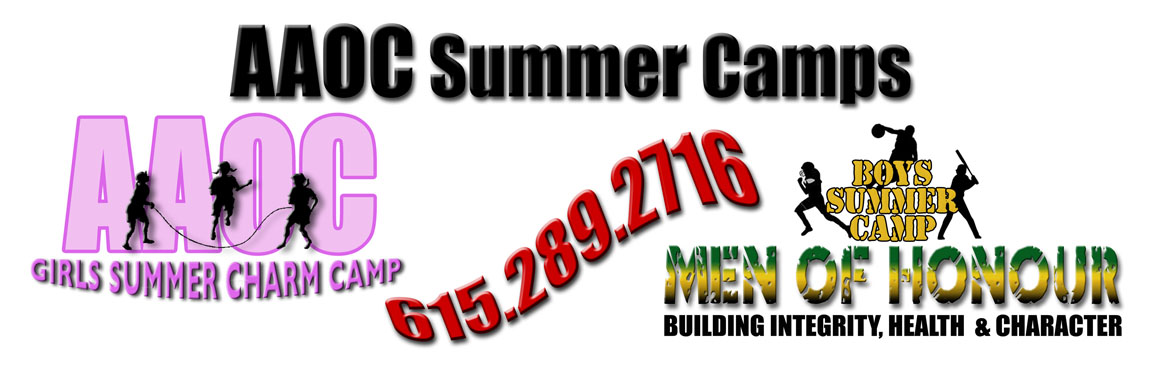 AAOC Summer Camps
AAOC
GIRLS SUMMER CHARM CAMP
615.289.2716
BOYS
SUMMER
CAMP
MEN OF HONOUR
BUILDING INTEGRITY, HEALTH & CHARACTER